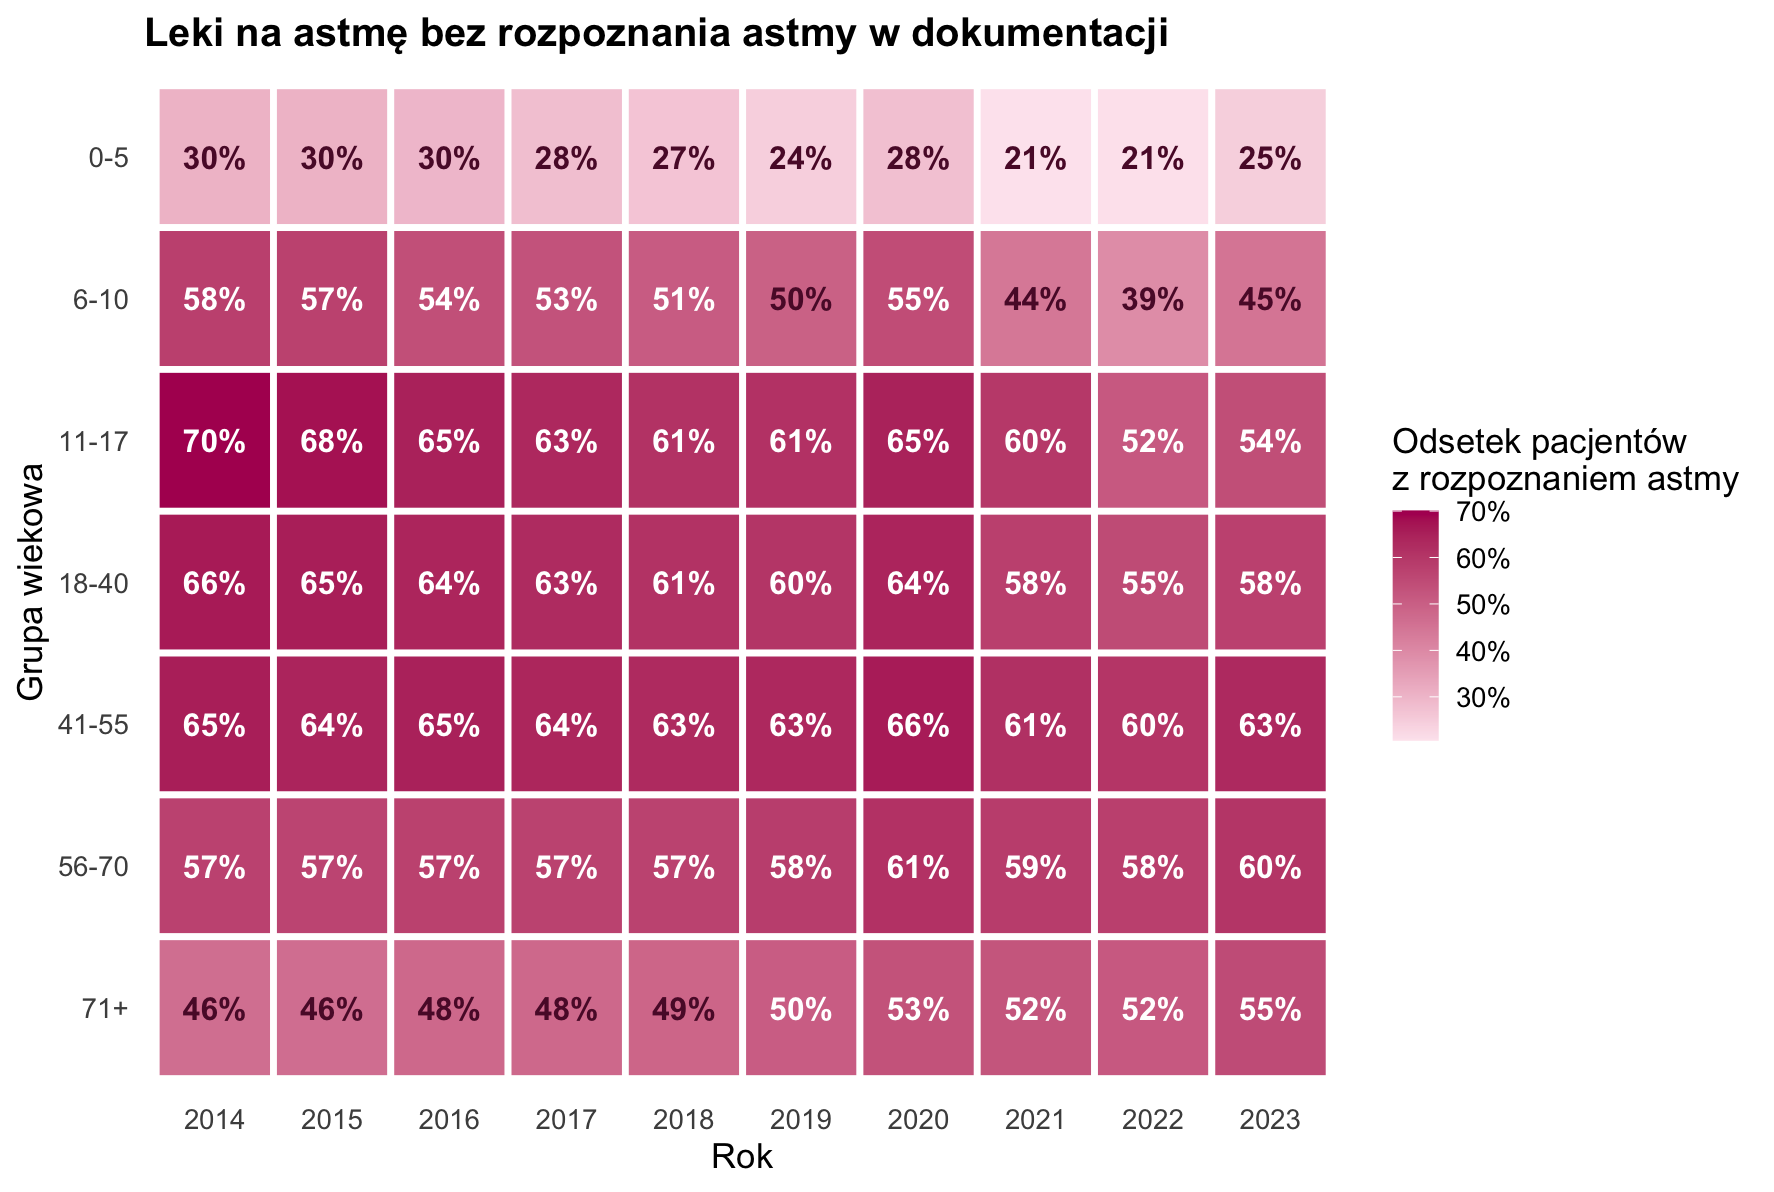 Leki na astmę bez rozpoznania astmy w dokumentacji
0-5 30% 30% 30% 28% 27% 24% 28% 21% 21% 25%
6-10 58% 57% 54% 53% 51% 50% 55% 44% 39% 45%
11-17 70% 68% 65% 63% 61% 61% 65% 60% 52% 54%
18-40 66% 65% 64% 63% 61% 60% 64% 58% 55% 58%
41-55 65% 64% 65% 64% 63% 63% 66% 61% 60% 63%
56-70 57% 57% 57% 57% 57% 58% 61% 59% 58% 60%
71+ 46% 46% 48% 48% 49% 50% 53% 52% 52% 55%
2014 2015 2016 2017 2018 2019 2020 2021 2022 2023
Rok
Grupa wiekowa
Odsetek pacjentów
z rozpoznaniem astmy
70%
60%
50%
40%
30%